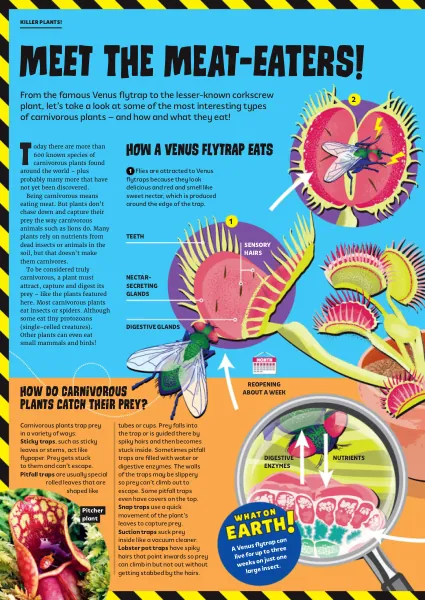 KILLER PLANTS!
MEET THE MEAT-EATERS!
From the famous Venus flytrap to the lesser-known corkscrew
plant, let's take a look at some of the most interesting types
of carnivorous plants – and how and what they eat!
Today there are more than
600 known species of
carnivorous plants found
around the world – plus
probably many more that have
not yet been discovered.
Being carnivorous means
eating meat. But plants don't
chase down and capture their
prey the way carnivorous
animals such as lions do. Many
plants rely on nutrients from
dead insects or animals in the
soil, but that doesn't make
them carnivores.
To be considered truly
carnivorous, a plant must
attract, capture and digest its
prey – like the plants featured
here. Most carnivorous plants
eat insects or spiders. Although
some eat tiny protozoans
(single-celled creatures).
Other plants can even eat
small mammals and birds!
HOW A VENUS FLYTRAP EATS
1 Flies are attracted to Venus
flytraps because they look
delicious and red and smell like
sweet nectar, which is produced
around the edge of the trap.
2
1
TEETH
SENSORY
HAIRS
NECTAR-
SECRETING
GLANDS
DIGESTIVE GLANDS
MONTH
REOPENING
ABOUT A WEEK
HOW DO CARNIVOROUS
PLANTS CATCH THEIR PREY?
Carnivorous plants trap prey
in a variety of ways:
Sticky traps, such as sticky
leaves or stems, act like
flypaper. Prey gets stuck
to them and can't escape.
Pitfall traps are usually special
rolled leaves that are
shaped like
tubes or cups. Prey falls into
the trap or is guided there by
spiky hairs and then becomes
stuck inside. Sometimes pitfall
traps are filled with water or
digestive enzymes. The walls
of the traps may be slippery
so prey can't climb out to
escape. Some pitfall traps
even have covers on the top.
Snap traps use a quick
movement of the plant's
leaves to capture prey.
Suction traps suck prey
inside like a vacuum cleaner.
Lobster pot traps have spiky
hairs that point inwards so prey
can climb in but not out without
getting stabbed by the hairs.
Pitcher
plant
DIGESTIVE
ENZYMES
NUTRIENTS
WHAT ON
EARTH!
A Venus flytrap can
live for up to three
weeks on just one
large insect.